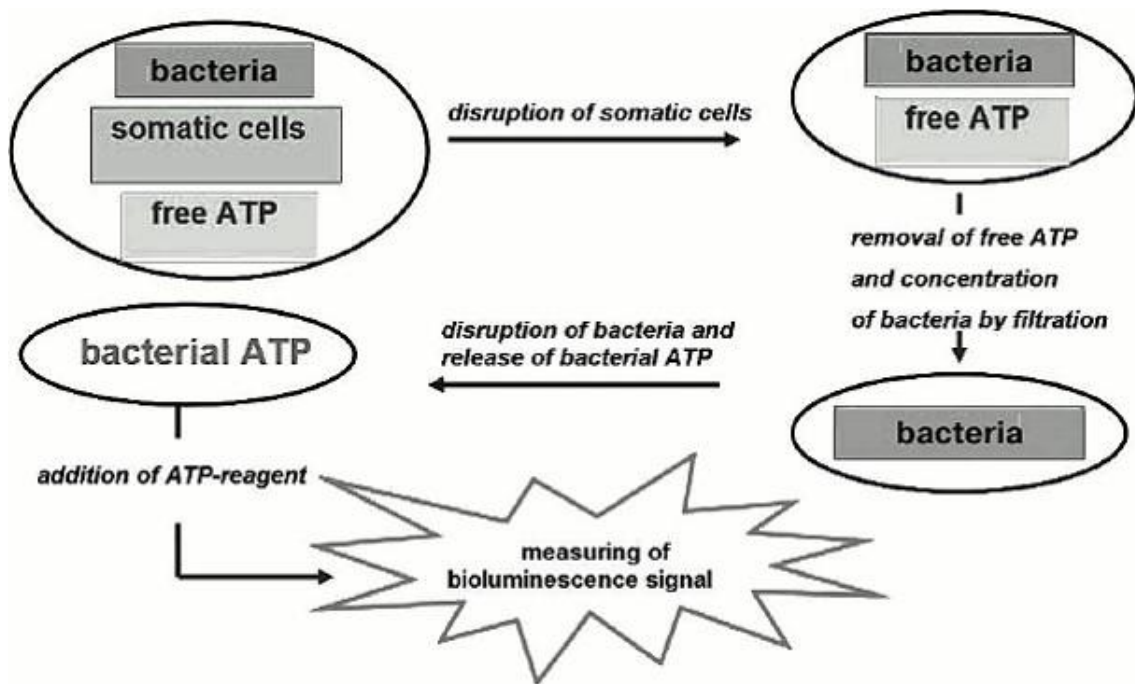 bacteria
somatic cells
free ATP
disruption of somatic cells
bacteria
free ATP
removal of free ATP
and concentration
of bacteria by filtration
bacteria
disruption of bacteria and
release of bacterial ATP
bacterial ATP
addition of ATP-reagent
measuring of
bioluminescence signal